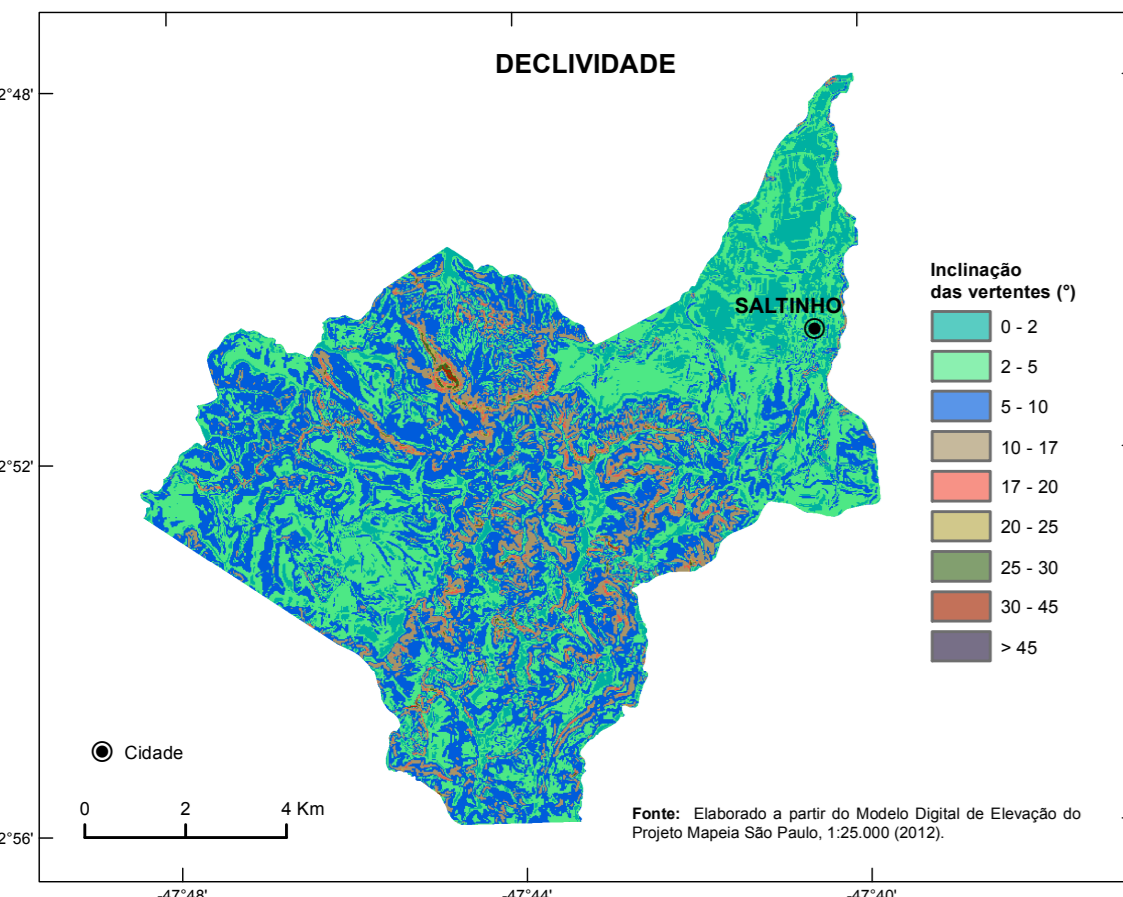 DECLIVIDADE
2°48'
SALTINHO
Inclinação
das vertentes (°)
0 - 2
2 - 5
5 - 10
10 - 17
17 - 20
20 - 25
25 - 30
30 - 45
> 45
2°52'
Cidade
0 2 4 Km
Fonte: Elaborado a partir do Modelo Digital de Elevação do
Projeto Mapeia São Paulo, 1:25.000 (2012).
2°56'
-47°48' -47°44' -47°40'